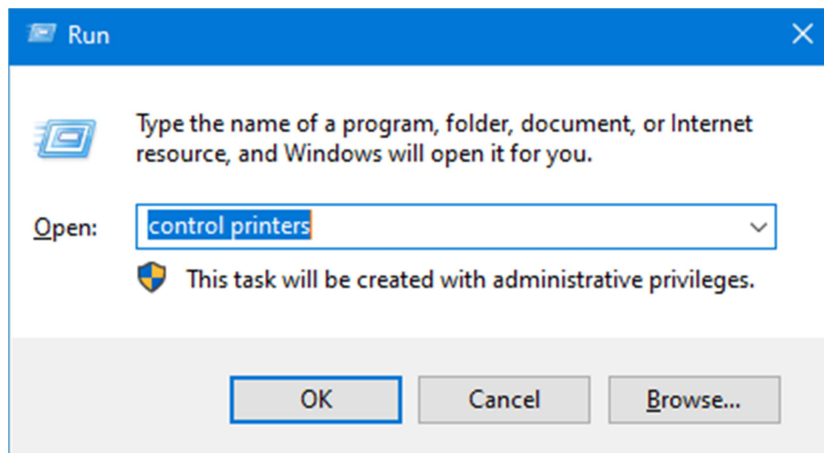 Run
Type the name of a program, folder, document, or Internet
resource, and Windows will open it for you.
Open: control printers
This task will be created with administrative privileges.
OK Cancel Browse...